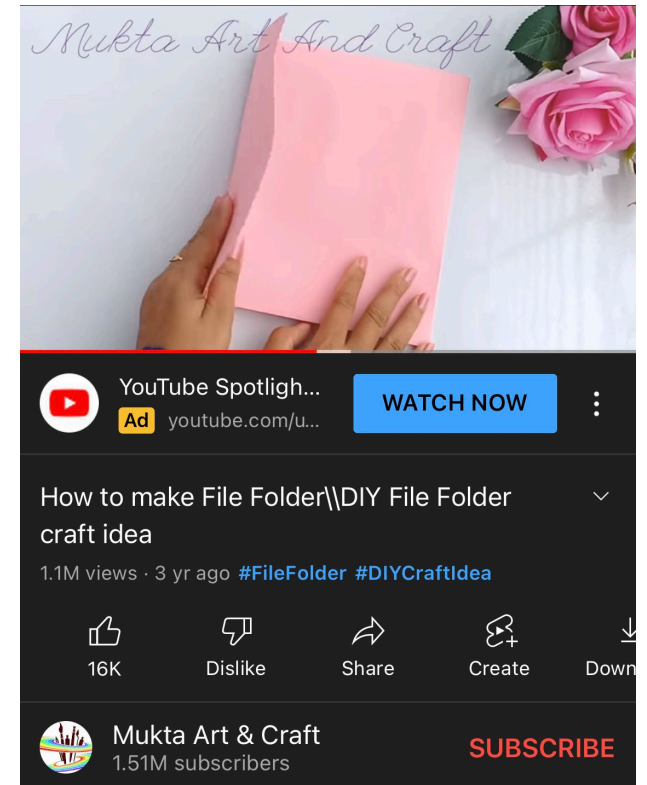 Mukta Art And Craft
YouTube Spotligh...
WATCH NOW
Ad youtube.com/u...
How to make File Folder\\DIY File Folder
craft idea
1.1M views · 3 yr ago #FileFolder #DIYCraftIdea
16K Dislike Share Create Down
Mukta Art & Craft
1.51M subscribers
SUBSCRIBE